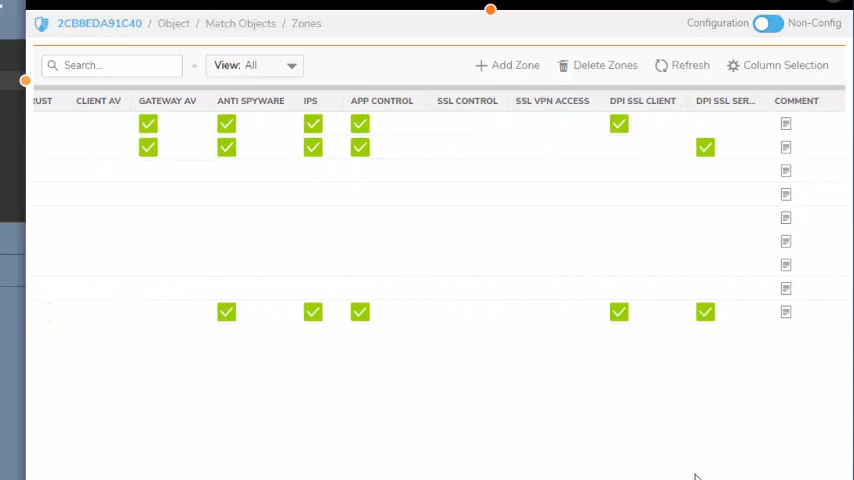 2CB8EDA91C40 / Object / Match Objects / Zones
Configuration Non-Config
Search...
View: All
Add Zone
Delete Zones
Refresh
Column Selection
RUST CLIENT AV GATEWAY AV ANTI SPYWARE IPS APP CONTROL SSL CONTROL SSL VPN ACCESS DPI SSL CLIENT DPI SSL SER... COMMENT